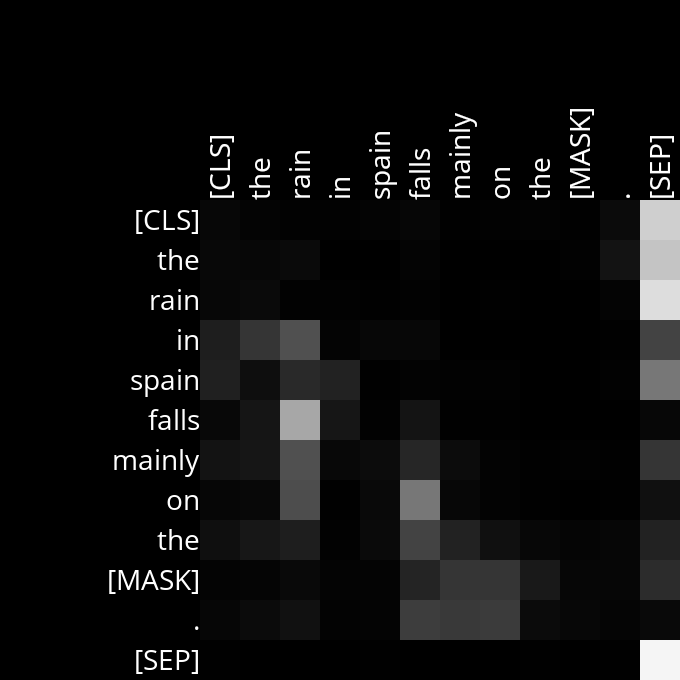 [CLS] the rain in spain falls mainly on the [MASK] . [SEP]
[CLS]
the
rain
in
spain
falls
mainly
on
the
[MASK]
.
[SEP]